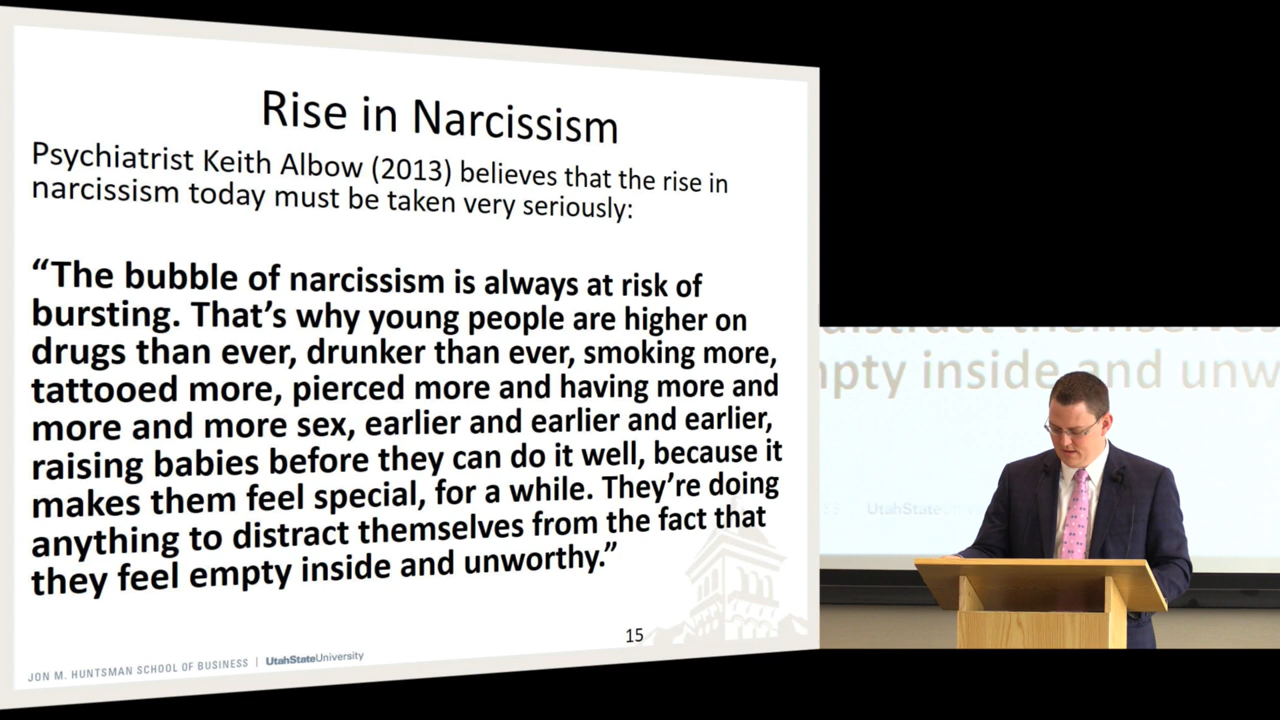 Rise in Narcissism
Psychiatrist Keith Albow (2013) believes that the rise in
narcissism today must be taken very seriously:
“The bubble of narcissism is always at risk of
bursting. That’s why young people are higher on
drugs than ever, drunker than ever, smoking more,
tattooed more, pierced more and having more and
more and more sex, earlier and earlier and earlier,
raising babies before they can do it well, because it
makes them feel special, for a while. They’re doing
anything to distract themselves from the fact that
they feel empty inside and unworthy.”
15
JON M. HUNTSMAN SCHOOL OF BUSINESS | UtahStateUniversity
distract themselves
inside and
UtahState